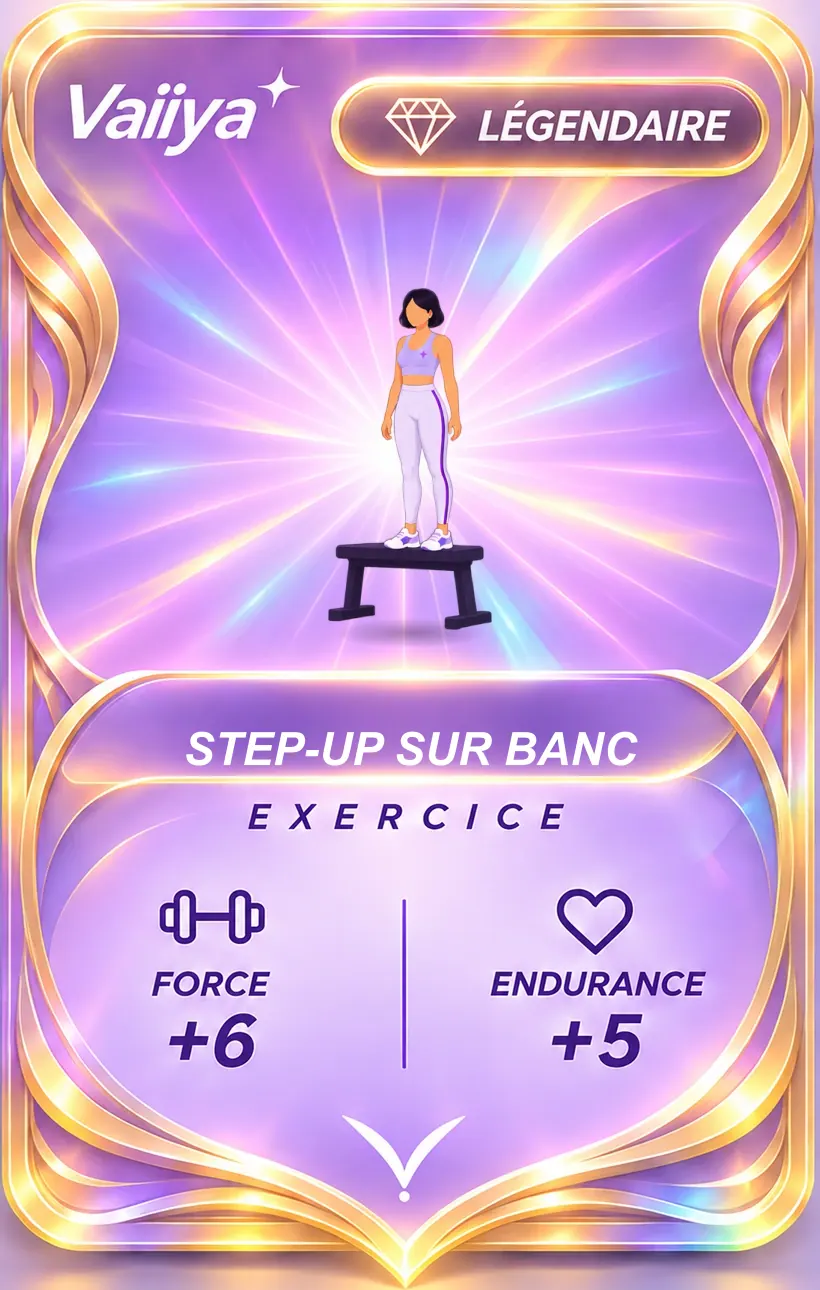 Vaiiya
LÉGENDAIRE
STEP-UP SUR BANC
EXERCICE
FORCE
ENDURANCE
+6
+5